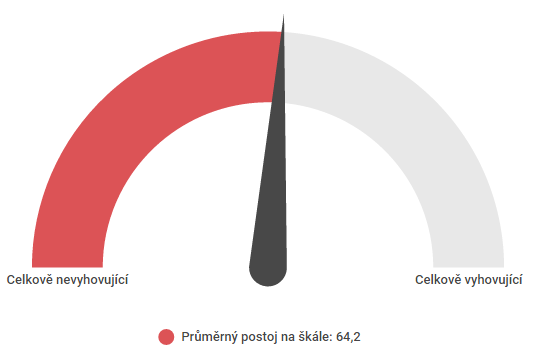 Celkově nevyhovující
Celkově vyhovující
Průměrný postoj na škále: 64,2